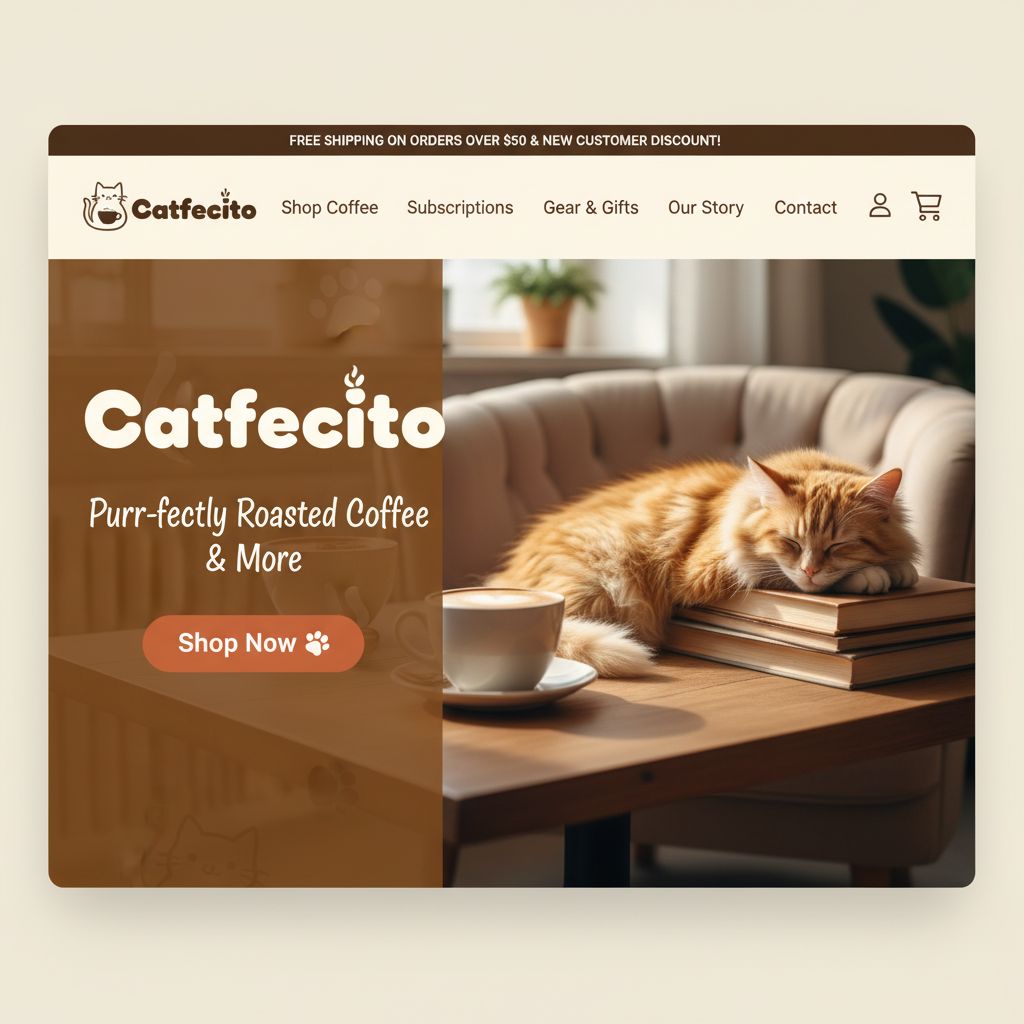 FREE SHIPPING ON ORDERS OVER $50 & NEW CUSTOMER DISCOUNT!
Catfecito
Shop Coffee
Subscriptions
Gear & Gifts
Our Story
Contact
Catfecito
Purr-fectly Roasted Coffee
& More
Shop Now